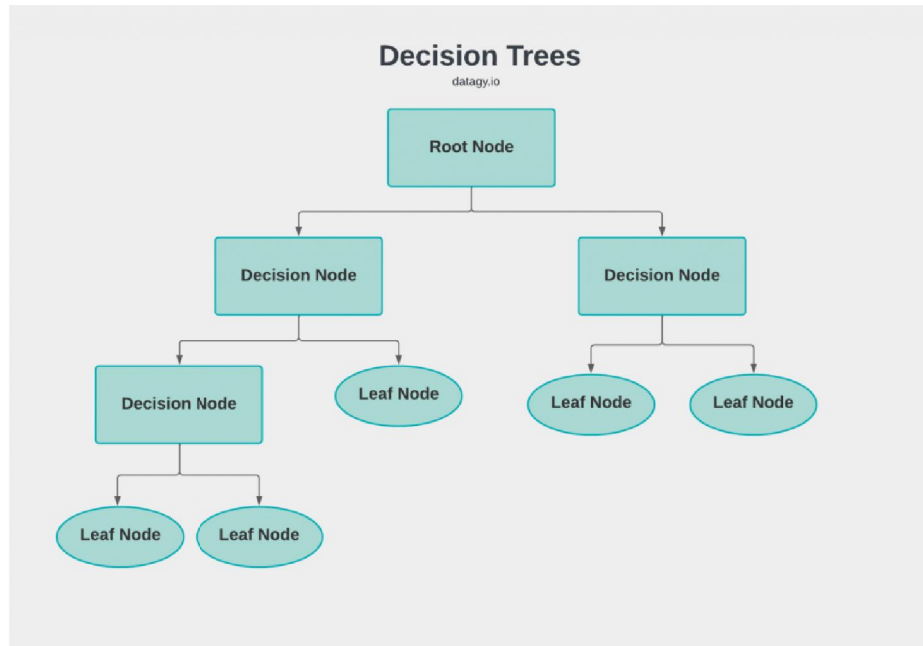 Decision Trees
datagy.io
Root Node
Decision Node
Decision Node
Decision Node
Leaf Node
Leaf Node
Leaf Node
Leaf Node
Leaf Node